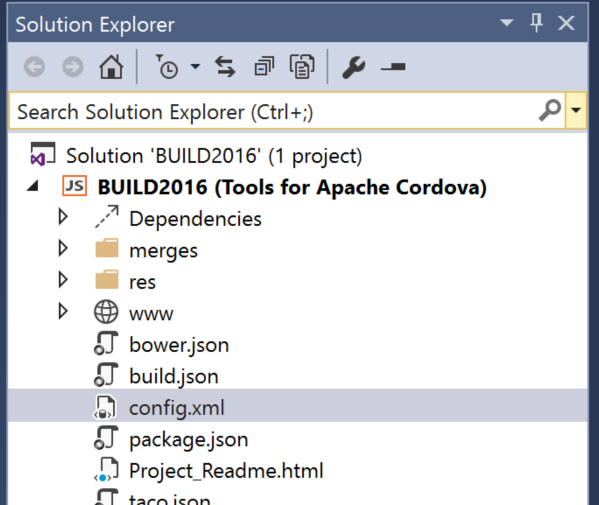 Solution Explorer
Search Solution Explorer (Ctrl+;)
Solution 'BUILD2016' (1 project)
JS BUILD2016 (Tools for Apache Cordova)
Dependencies
merges
res
www
bower.json
build.json
config.xml
package.json
Project_Readme.html
taco.json